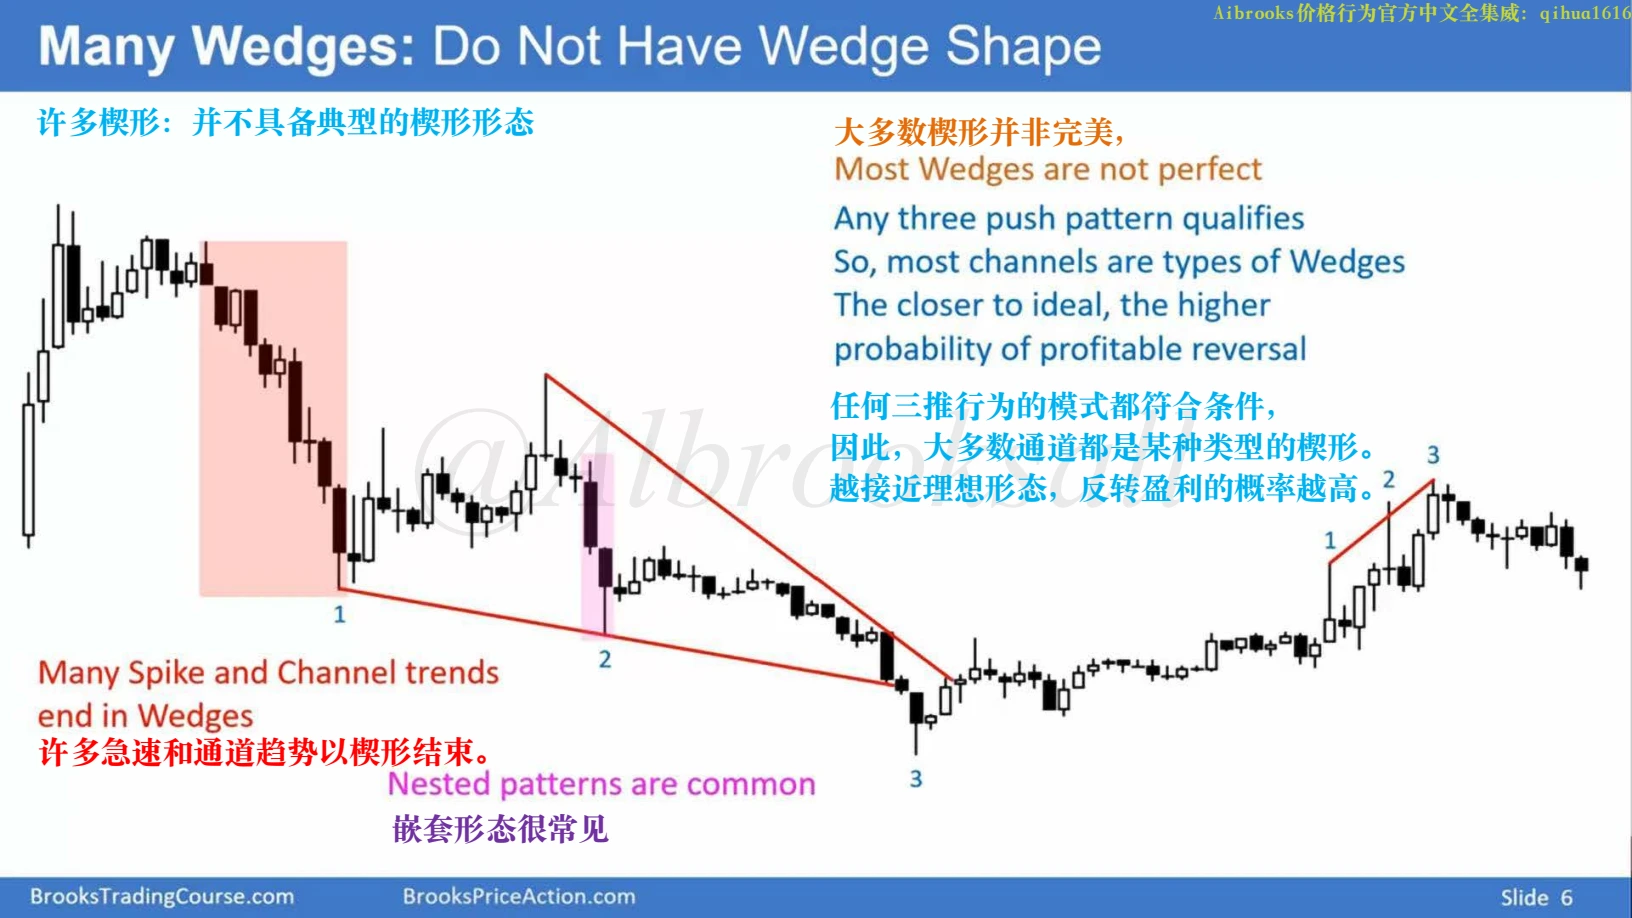 Aibrooks价格行为官方中文全集威：qihua1616
Many Wedges: Do Not Have Wedge Shape
许多楔形：并不具备典型的楔形形态
大多数楔形并非完美，
Most Wedges are not perfect
Any three push pattern qualifies
So, most channels are types of Wedges
The closer to ideal, the higher
probability of profitable reversal
任何三推行为的模式都符合条件，
因此，大多数通道都是某种类型的楔形。
越接近理想形态，反转盈利的概率越高。
@Albrooksall
1
2
3
1
2
3
Many Spike and Channel trends
end in Wedges
许多急速和通道趋势以楔形结束。
Nested patterns are common
嵌套形态很常见
BrooksTradingCourse.com
BrooksPriceAction.com
Slide 6